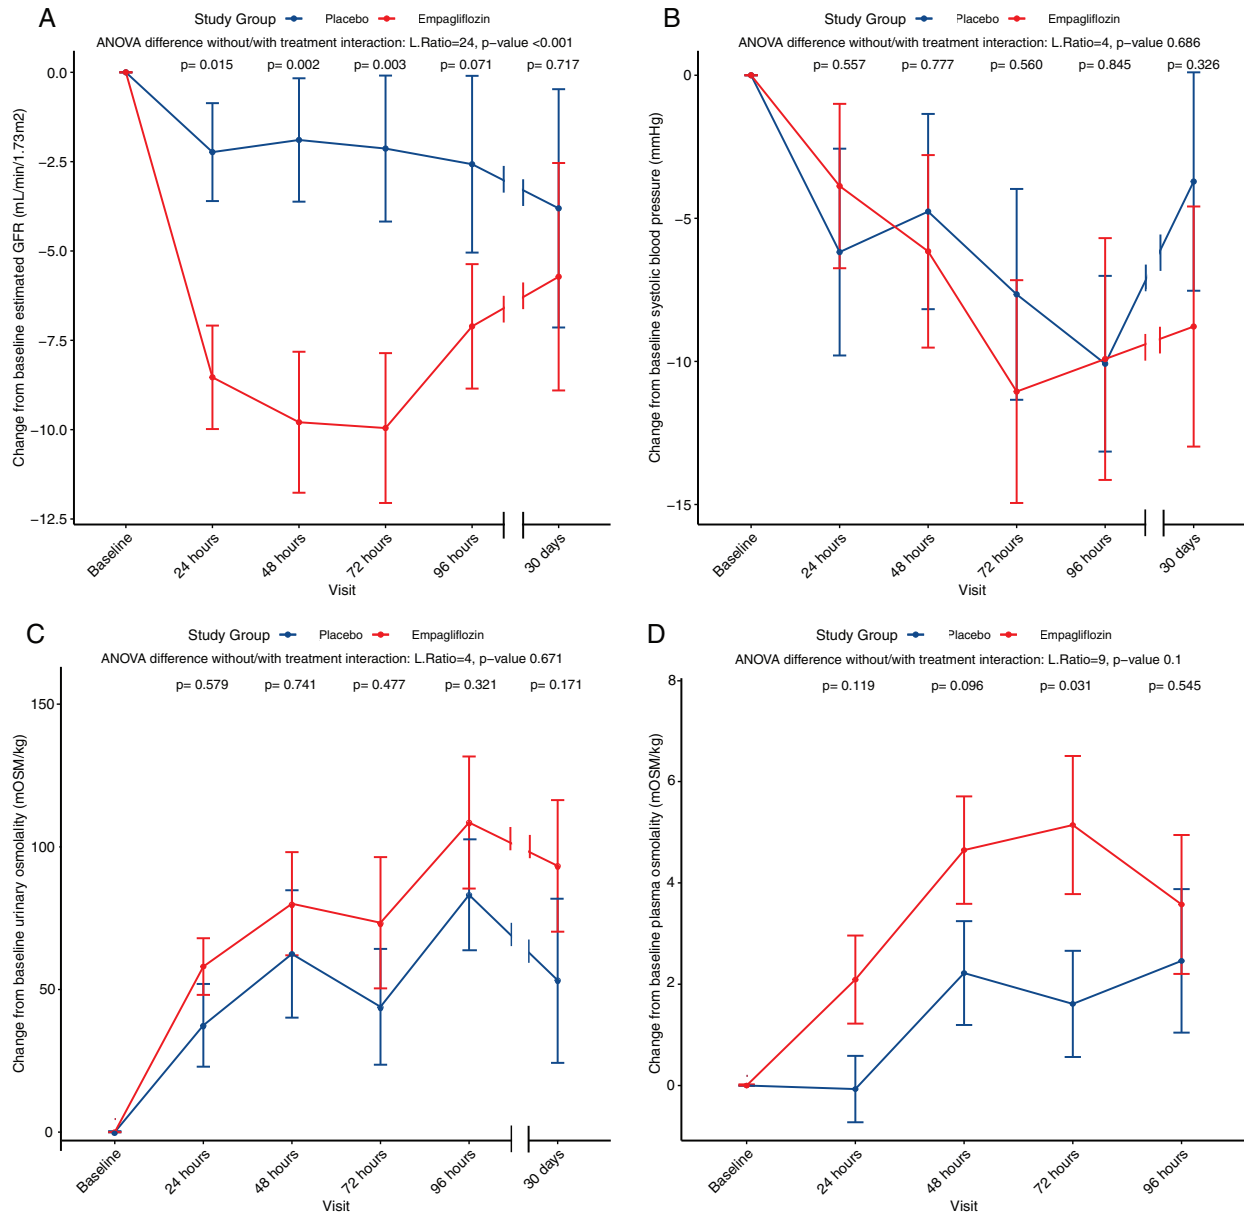 A
Study Group Placebo Empagliflozin
ANOVA difference without/with treatment interaction: L.Ratio=24, p-value <0.001
p= 0.015 p= 0.002 p= 0.003 p= 0.071 p= 0.717
0.0
−2.5
−5.0
−7.5
−10.0
−12.5
Change from baseline estimated GFR (mL/min/1.73m2)
Baseline 24 hours 48 hours 72 hours 96 hours 30 days
Visit
B
Study Group Placebo Empagliflozin
ANOVA difference without/with treatment interaction: L.Ratio=4, p-value 0.686
p= 0.557 p= 0.777 p= 0.560 p= 0.845 p= 0.326
0
−5
−10
−15
Change from baseline systolic blood pressure (mmHg)
Baseline 24 hours 48 hours 72 hours 96 hours 30 days
Visit
C
Study Group Placebo Empagliflozin
ANOVA difference without/with treatment interaction: L.Ratio=4, p-value 0.671
p= 0.579 p= 0.741 p= 0.477 p= 0.321 p= 0.171
150
100
50
0
Change from baseline urinary osmolality (mOSM/kg)
Baseline 24 hours 48 hours 72 hours 96 hours 30 days
Visit
D
Study Group Placebo Empagliflozin
ANOVA difference without/with treatment interaction: L.Ratio=9, p-value 0.1
p= 0.119 p= 0.096 p= 0.031 p= 0.545
8
6
4
2
0
Change from baseline plasma osmolality (mOSM/kg)
Baseline 24 hours 48 hours 72 hours 96 hours
Visit